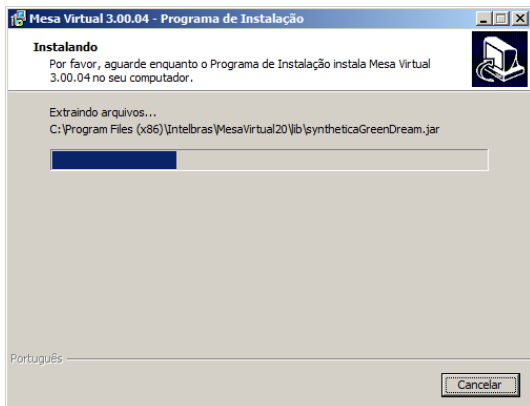 Mesa Virtual 3.00.04 - Programa de Instalação
Instalando
Por favor, aguarde enquanto o Programa de Instalação instala Mesa Virtual
3.00.04 no seu computador.
Extraindo arquivos...
C:\Program Files (x86)\Intelbras\MesaVirtual20\lib\syntheticaGreenDream.jar
Português
Cancelar